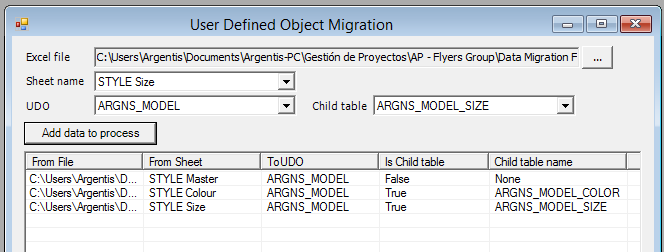 User Defined Object Migration
Excel file C:\Users\Argentis\Documents\Argentis-PC\Gestión de Proyectos\AP - Flyers Group\Data Migration F ...
Sheet name STYLE Size
UDO ARGNS_MODEL Child table ARGNS_MODEL_SIZE
Add data to process
From File From Sheet To UDO Is Child table Child table name
C:\Users\Argentis\D... STYLE Master ARGNS_MODEL False None
C:\Users\Argentis\D... STYLE Colour ARGNS_MODEL True ARGNS_MODEL_COLOR
C:\Users\Argentis\D... STYLE Size ARGNS_MODEL True ARGNS_MODEL_SIZE